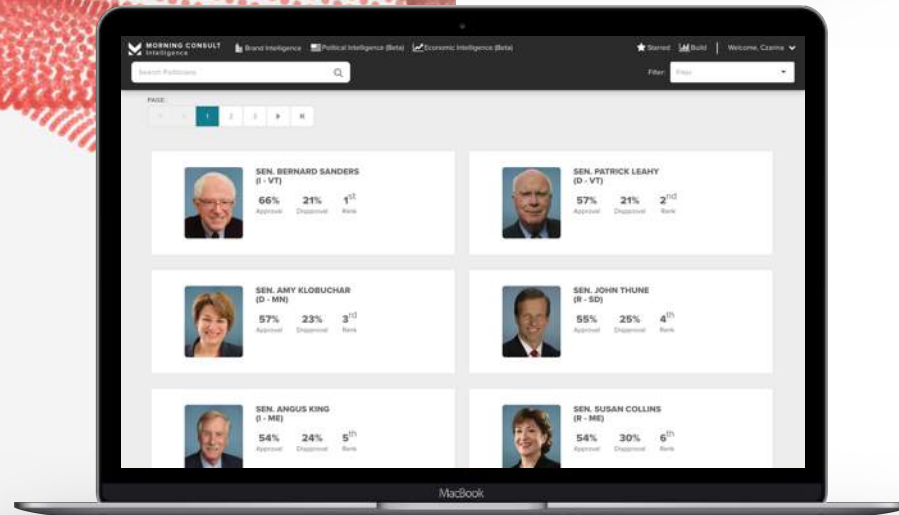 MORNING CONSULT Brand Intelligence Political Intelligence (Beta) Economic Intelligence (Beta) Starred Build Welcome, Czarina
Intelligence
Search Politicians Filter: Filter
PAGE:
1 2 3
SEN. BERNARD SANDERS
(I - VT)
66% 21% 1st
Approval Disapproval Rank
SEN. PATRICK LEAHY
(D - VT)
57% 21% 2nd
Approval Disapproval Rank
SEN. AMY KLOBUCHAR
(D - MN)
57% 23% 3rd
Approval Disapproval Rank
SEN. JOHN THUNE
(R - SD)
55% 25% 4th
Approval Disapproval Rank
SEN. ANGUS KING
(I - ME)
54% 24% 5th
Approval Disapproval Rank
SEN. SUSAN COLLINS
(R - ME)
54% 30% 6th
Approval Disapproval Rank
MacBook